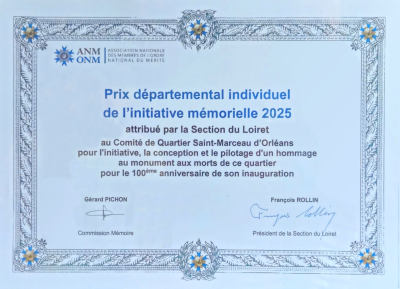 ANM
ONM
ASSOCIATION NATIONALE
DES MEMBRES DE L'ORDRE
NATIONAL DU MÉRITE
Prix départemental individuel
de l'initiative mémorielle 2025
attribué par la Section du Loiret
au Comité de Quartier Saint-Marceau d'Orléans
pour l'initiative, la conception et le pilotage d'un hommage
au monument aux morts de ce quartier
pour le 100ème anniversaire de son inauguration
Gérard PICHON
François ROLLIN
François Rollin
Commission Mémoire
Président de la Section du Loiret